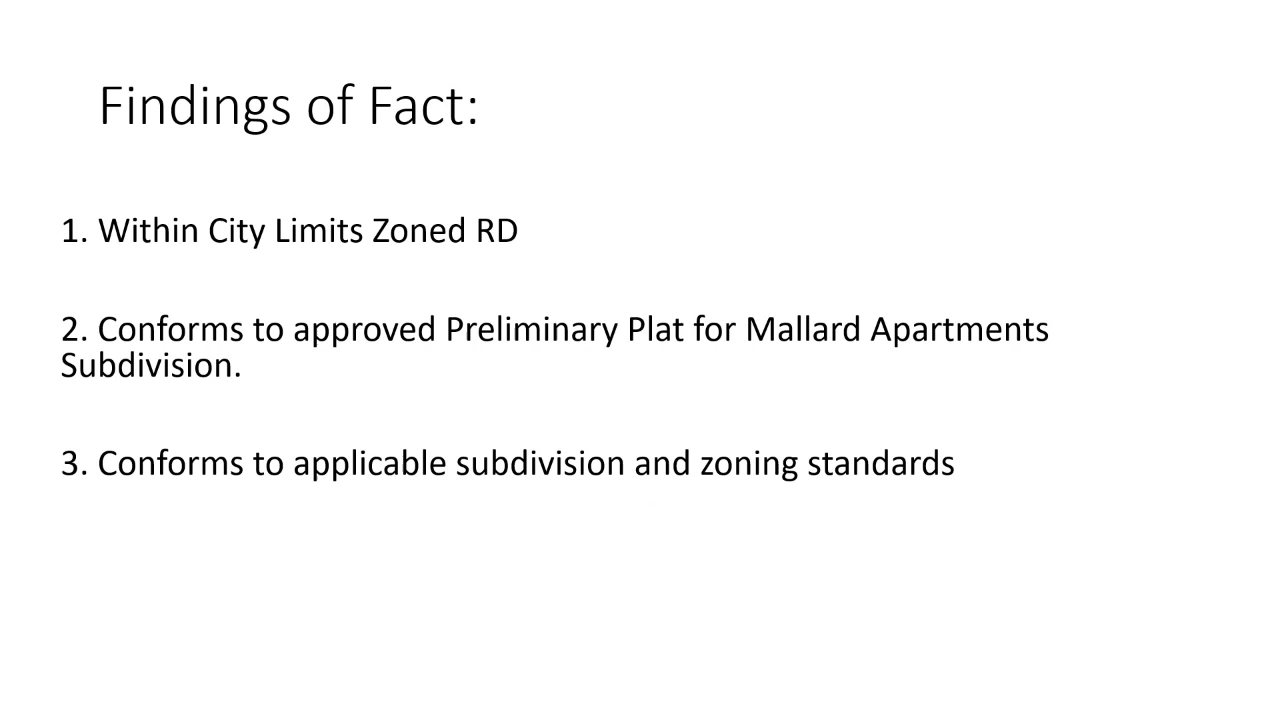 Findings of Fact:
1. Within City Limits Zoned RD
2. Conforms to approved Preliminary Plat for Mallard Apartments
Subdivision.
3. Conforms to applicable subdivision and zoning standards